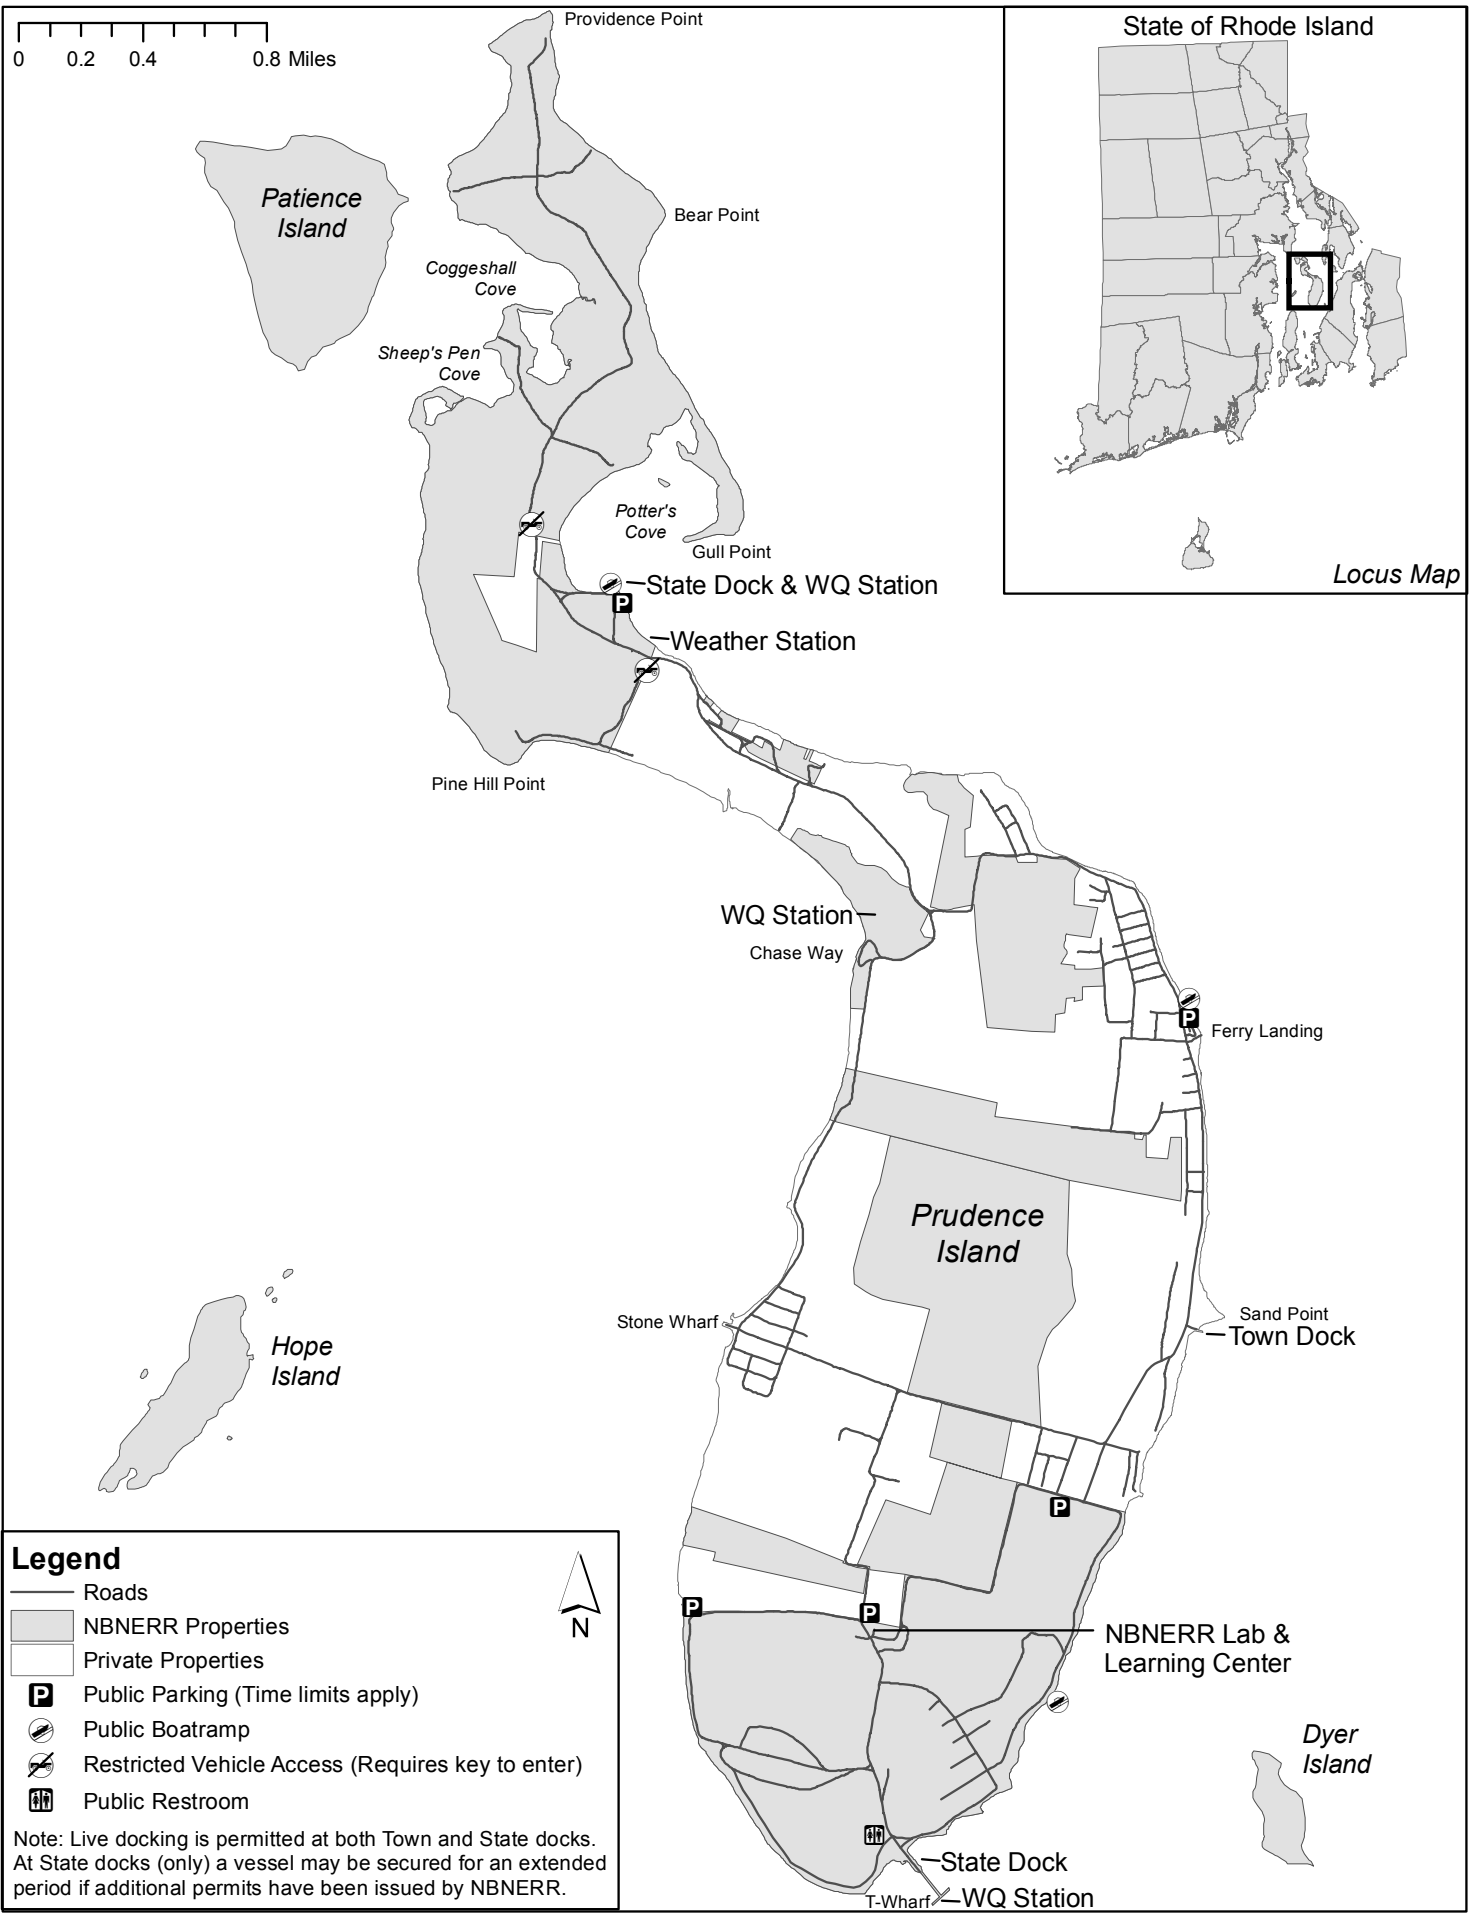 Providence Point
0 0.2 0.4 0.8 Miles
State of Rhode Island
Patience
Island
Bear Point
Coggeshall
Cove
Sheep's Pen
Cove
Potter's
Cove
Gull Point
Locus Map
P
State Dock & WQ Station
Weather Station
Pine Hill Point
WQ Station
Chase Way
P
Ferry Landing
Prudence
Island
Stone Wharf
Sand Point
Town Dock
Hope
Island
P
P
P
NBNERR Lab &
Learning Center
Dyer
Island
State Dock
T-Wharf
WQ Station
Legend
Roads
NBNERR Properties
Private Properties
P Public Parking (Time limits apply)
Public Boatramp
Restricted Vehicle Access (Requires key to enter)
Public Restroom
N
Note: Live docking is permitted at both Town and State docks.
At State docks (only) a vessel may be secured for an extended
period if additional permits have been issued by NBNERR.